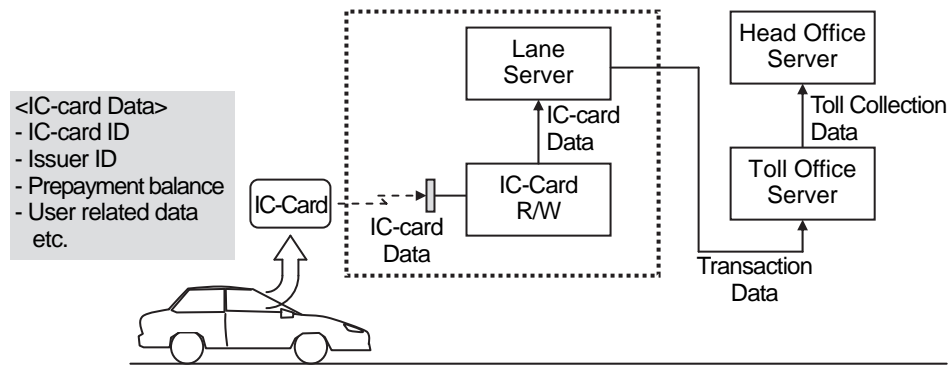 <IC-card Data>
- IC-card ID
- Issuer ID
- Prepayment balance
- User related data
etc.
IC-Card
IC-card
Data
IC-Card
R/W
IC-card
Data
Lane
Server
Transaction
Data
Toll Office
Server
Toll Collection
Data
Head Office
Server